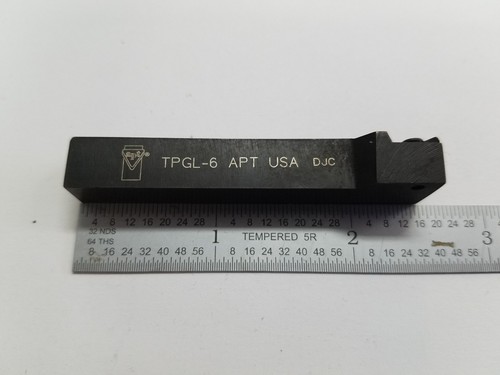 apt ® TPGL-6 APT USA DJC
4 8 12 16 20 24 28 4 8 12 16 20 24 28 4 8 12 16 20 24 28
32 NDS 1 TEMPERED 5R 2 3
64 THS
8 16 24 32 40 48 56 8 16 24 32 40 48 56 8 16 24 32 40 48 56